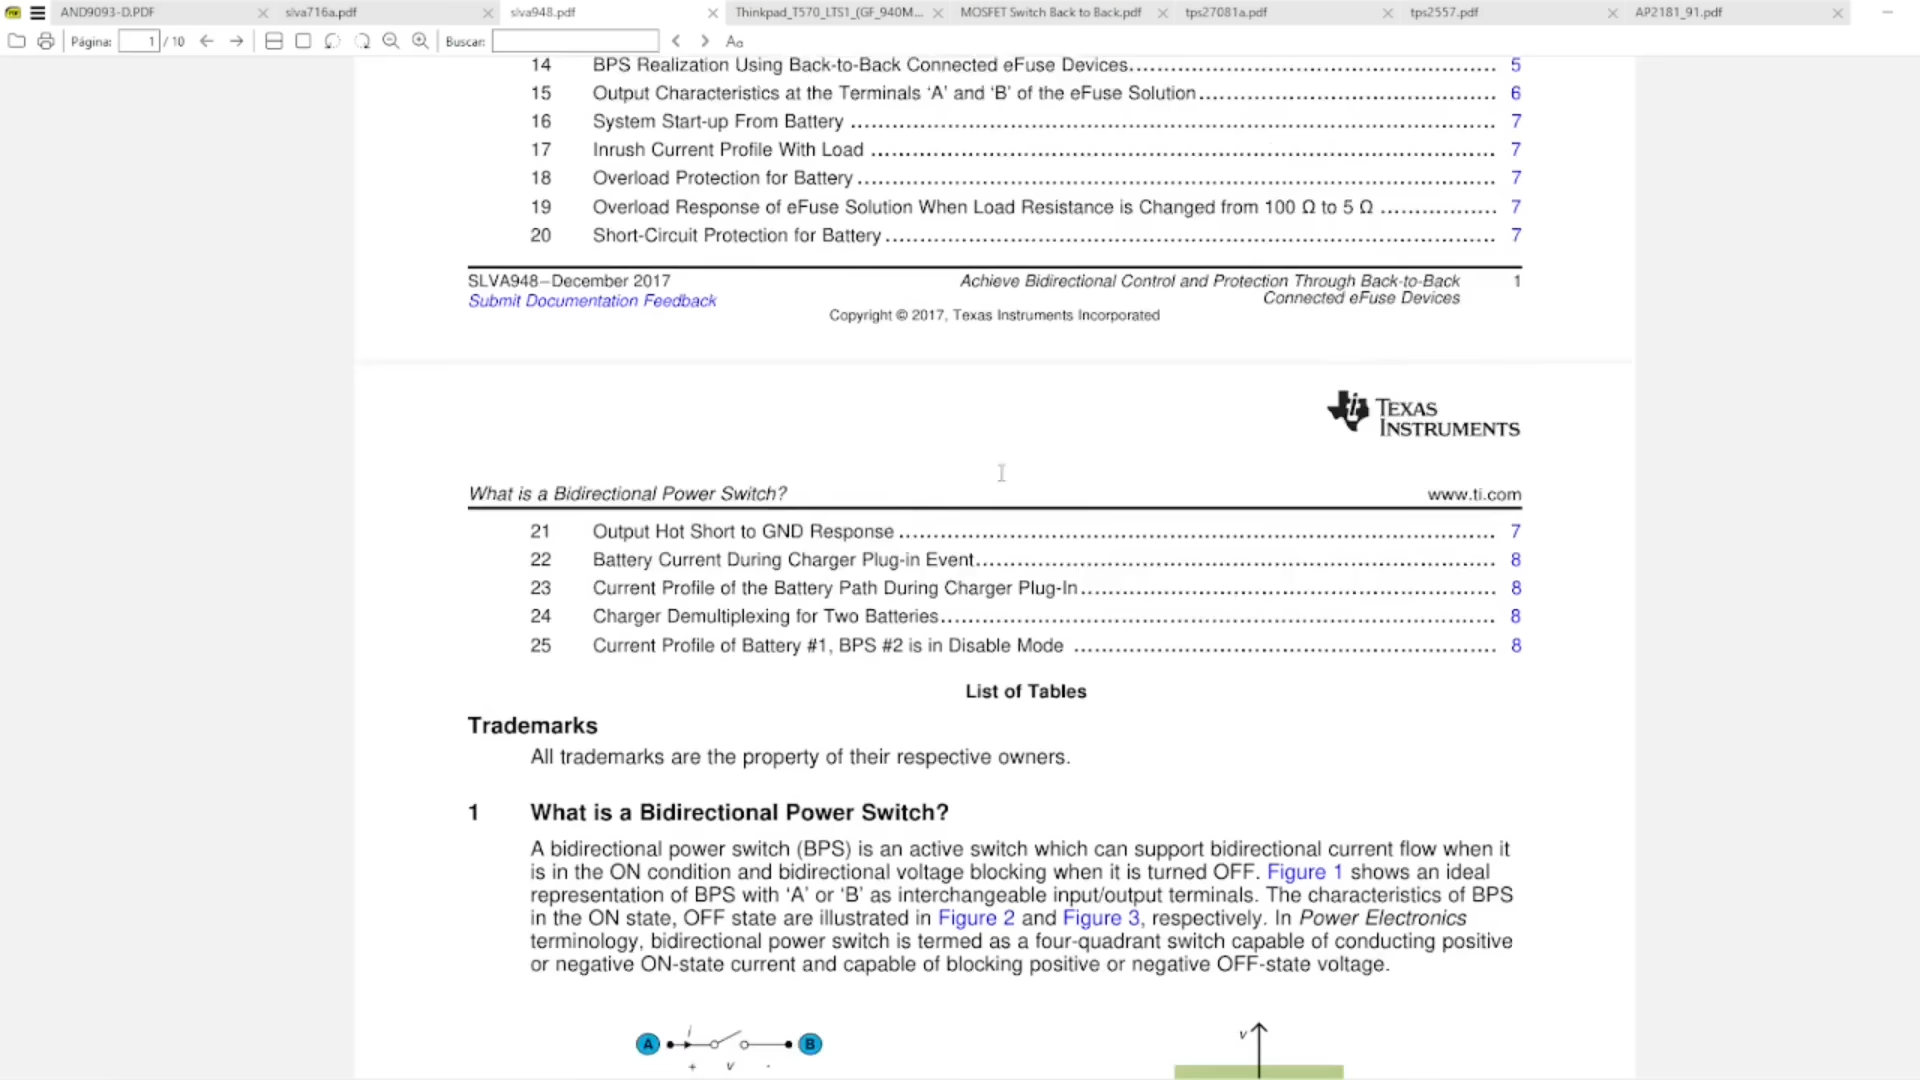 AND9093-D.PDF
slva716a.pdf
slva948.pdf
Thinkpad_T570_LTS1_(GF_940M...
MOSFET Switch Back to Back.pdf
tps27081a.pdf
tps2557.pdf
AP2181_91.pdf
Página: 1 / 10
Buscar:
Aa
14 BPS Realization Using Back-to-Back Connected eFuse Devices 5
15 Output Characteristics at the Terminals ‘A’ and ‘B’ of the eFuse Solution 6
16 System Start-up From Battery 7
17 Inrush Current Profile With Load 7
18 Overload Protection for Battery 7
19 Overload Response of eFuse Solution When Load Resistance is Changed from 100 Ω to 5 Ω 7
20 Short-Circuit Protection for Battery 7
SLVA948–December 2017
Submit Documentation Feedback
Achieve Bidirectional Control and Protection Through Back-to-Back 1
Connected eFuse Devices
Copyright © 2017, Texas Instruments Incorporated
TEXAS
INSTRUMENTS
What is a Bidirectional Power Switch? www.ti.com
21 Output Hot Short to GND Response 7
22 Battery Current During Charger Plug-in Event 8
23 Current Profile of the Battery Path During Charger Plug-In 8
24 Charger Demultiplexing for Two Batteries 8
25 Current Profile of Battery #1, BPS #2 is in Disable Mode 8
List of Tables
Trademarks
All trademarks are the property of their respective owners.
1 What is a Bidirectional Power Switch?
A bidirectional power switch (BPS) is an active switch which can support bidirectional current flow when it
is in the ON condition and bidirectional voltage blocking when it is turned OFF. Figure 1 shows an ideal
representation of BPS with ‘A’ or ‘B’ as interchangeable input/output terminals. The characteristics of BPS
in the ON state, OFF state are illustrated in Figure 2 and Figure 3, respectively. In Power Electronics
terminology, bidirectional power switch is termed as a four-quadrant switch capable of conducting positive
or negative ON-state current and capable of blocking positive or negative OFF-state voltage.
A i B
+ v -
v